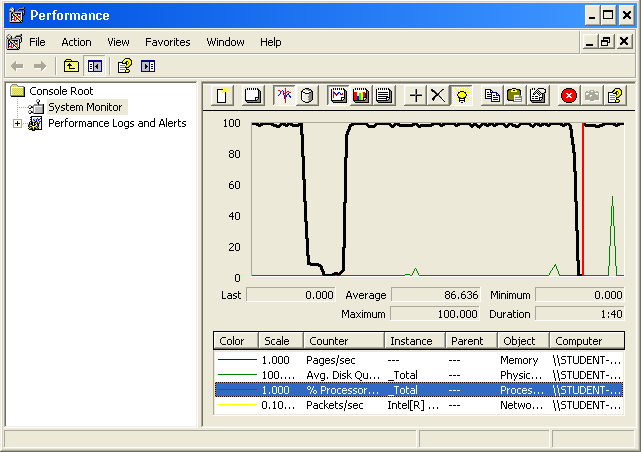 Performance
File Action View Favorites Window Help
Console Root
System Monitor
Performance Logs and Alerts
100
80
60
40
20
0
Last 0.000 Average 86.636 Minimum 0.000
Maximum 100.000 Duration 1:40
Color Scale Counter Instance Parent Object Computer
1.000 Pages/sec --- --- Memory \\STUDENT-...
100.... Avg. Disk Qu... _Total --- Physic... \\STUDENT-...
1.000 % Processor... _Total --- Proces... \\STUDENT-...
0.10... Packets/sec Intel[R] ... --- Netwo... \\STUDENT-...